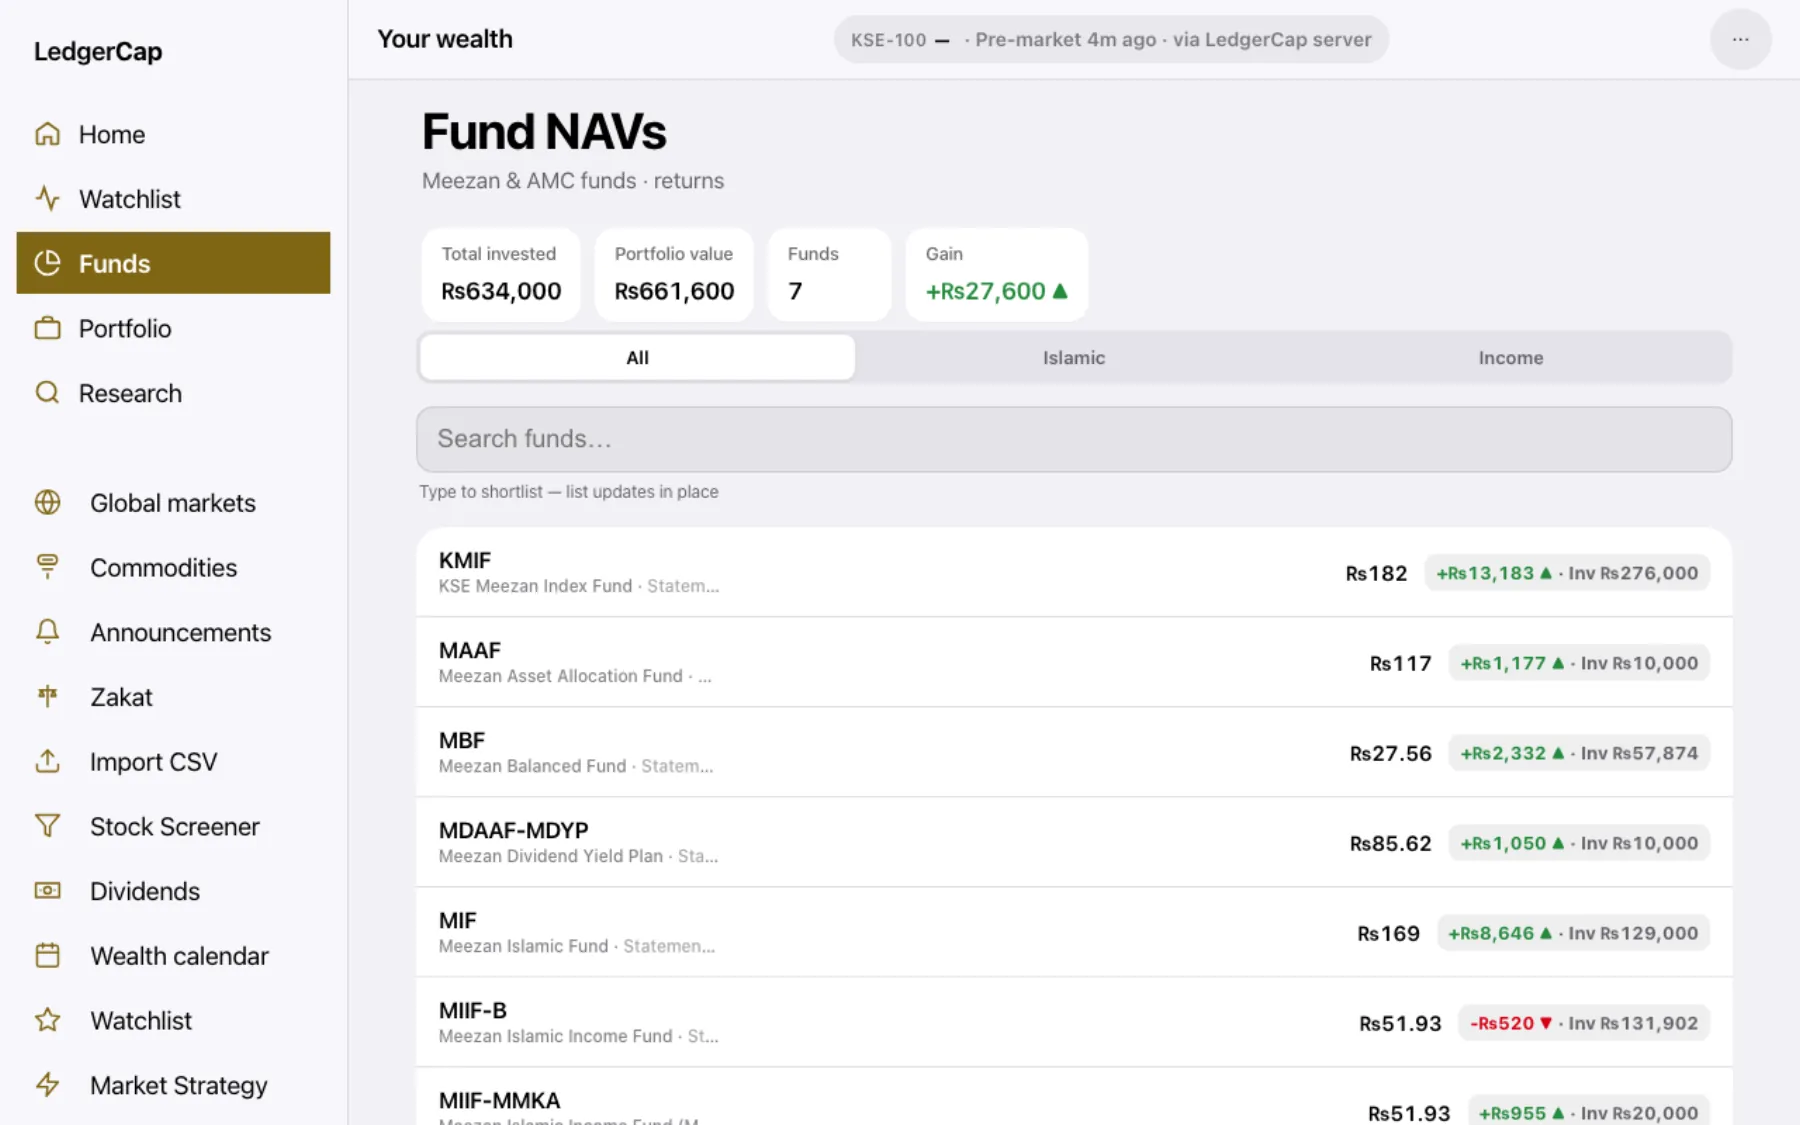 LedgerCap
Home
Watchlist
Funds
Portfolio
Research
Global markets
Commodities
Announcements
Zakat
Import CSV
Stock Screener
Dividends
Wealth calendar
Watchlist
Market Strategy
Your wealth
KSE-100 — · Pre-market 4m ago · via LedgerCap server
...
Fund NAVs
Meezan & AMC funds · returns
Total invested
Rs634,000
Portfolio value
Rs661,600
Funds
7
Gain
+Rs27,600 ▲
All
Islamic
Income
Search funds...
Type to shortlist — list updates in place
KMIF
KSE Meezan Index Fund · Statem...
Rs182
+Rs13,183 ▲ · Inv Rs276,000
MAAF
Meezan Asset Allocation Fund · ...
Rs117
+Rs1,177 ▲ · Inv Rs10,000
MBF
Meezan Balanced Fund · Statem...
Rs27.56
+Rs2,332 ▲ · Inv Rs57,874
MDAAF-MDYP
Meezan Dividend Yield Plan · Sta...
Rs85.62
+Rs1,050 ▲ · Inv Rs10,000
MIF
Meezan Islamic Fund · Statemen...
Rs169
+Rs8,646 ▲ · Inv Rs129,000
MIIF-B
Meezan Islamic Income Fund · St...
Rs51.93
-Rs520 ▼ · Inv Rs131,902
MIIF-MMKA
Meezan Islamic Income Fund (M...
Rs51.93
+Rs955 ▲ · Inv Rs20,000